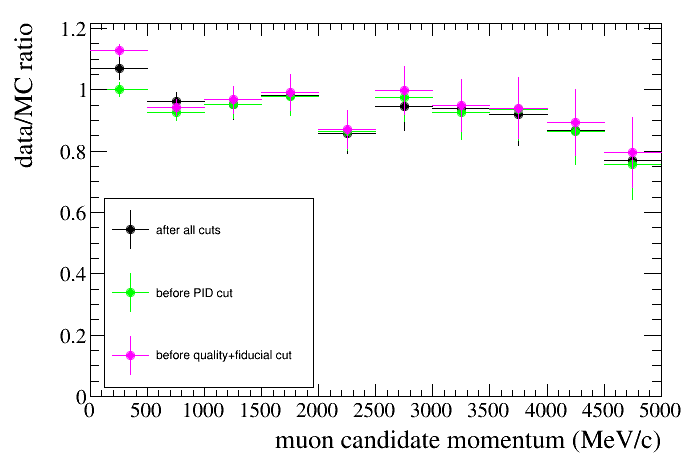 data/MC ratio
1.2
1
0.8
0.6
0.4
0.2
0
after all cuts
before PID cut
before quality+fiducial cut
0 500 1000 1500 2000 2500 3000 3500 4000 4500 5000
muon candidate momentum (MeV/c)